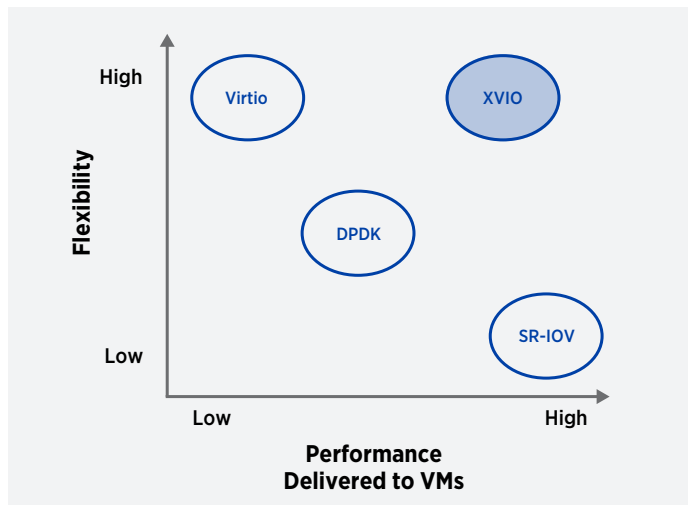 High
Virtio
XVIO
Flexibility
DPDK
SR-IOV
Low
Low
High
Performance
Delivered to VMs